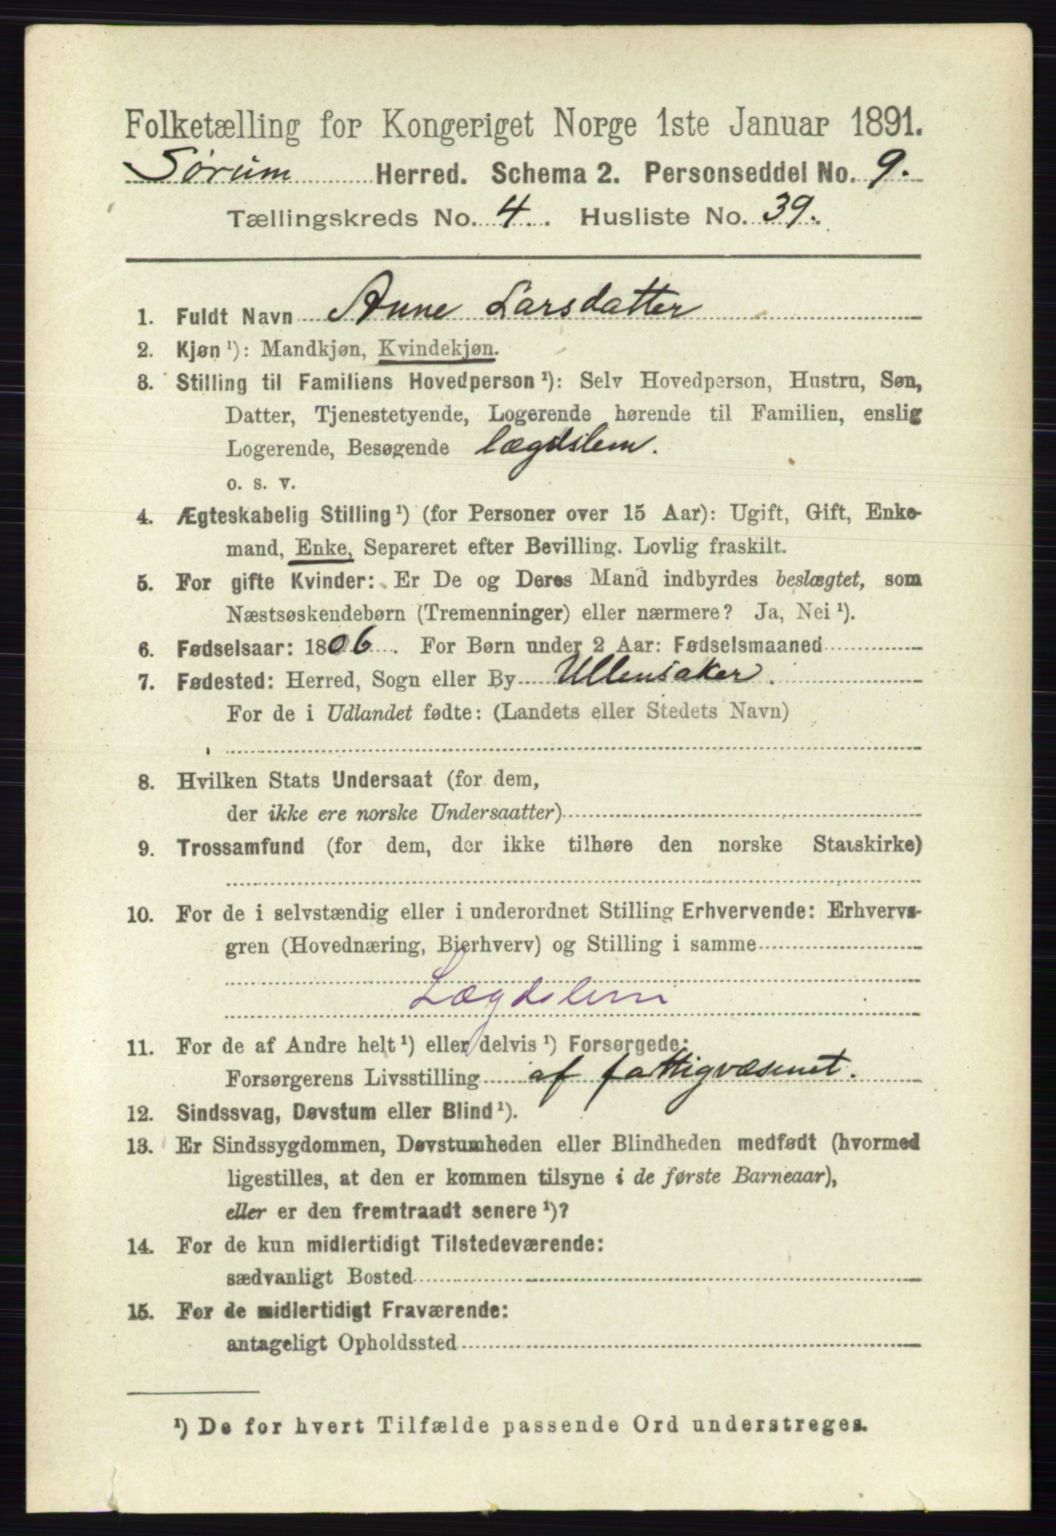 Folketælling for Kongeriget Norge 1ste Januar 1891.
Sørum Herred. Schema 2. Personseddel No. 9.
Tællingskreds No. 4. Husliste No. 39.
1. Fuldt Navn Anne Larsdatter
2. Kjøn ¹): Mandkjøn, Kvindekjøn.
3. Stilling til Familiens Hovedperson ¹): Selv Hovedperson, Hustru, Søn,
Datter, Tjenestetyende, Logerende hørende til Familien, enslig
Logerende, Besøgende lægdslem.
o. s. v.
4. Ægteskabelig Stilling ¹) (for Personer over 15 Aar): Ugift, Gift, Enke-
mand, Enke, Separeret efter Bevilling. Lovlig fraskilt.
5. For gifte Kvinder: Er De og Deres Mand indbyrdes beslægtet, som
Næstsøskendebørn (Tremenninger) eller nærmere? Ja, Nei ¹).
6. Fødselsaar: 1806. For Børn under 2 Aar: Fødselsmaaned
7. Fødested: Herred, Sogn eller By Ullensaker.
For de i Udlandet fødte: (Landets eller Stedets Navn)
8. Hvilken Stats Undersaat (for dem,
der ikke ere norske Undersaatter)
9. Trossamfund (for dem, der ikke tilhøre den norske Statskirke)
10. For de i selvstændig eller i underordnet Stilling Erhvervende: Erhvervs-
gren (Hovednæring, Bierhverv) og Stilling i samme
Lægdslem
11. For de af Andre helt ¹) eller delvis ¹) Forsørgede:
Forsørgerens Livsstilling af fattigvæsenet.
12. Sindssvag, Døvstum eller Blind ¹).
13. Er Sindssygdommen, Døvstumheden eller Blindheden medfødt (hvormed
ligestilles, at den er kommen tilsyne i de første Barneaar),
eller er den fremtraadt senere ¹)?
14. For de kun midlertidigt Tilstedeværende:
sædvanligt Bosted
15. For de midlertidigt Fraværende:
antageligt Opholdssted
¹) De for hvert Tilfælde passende Ord understreges.